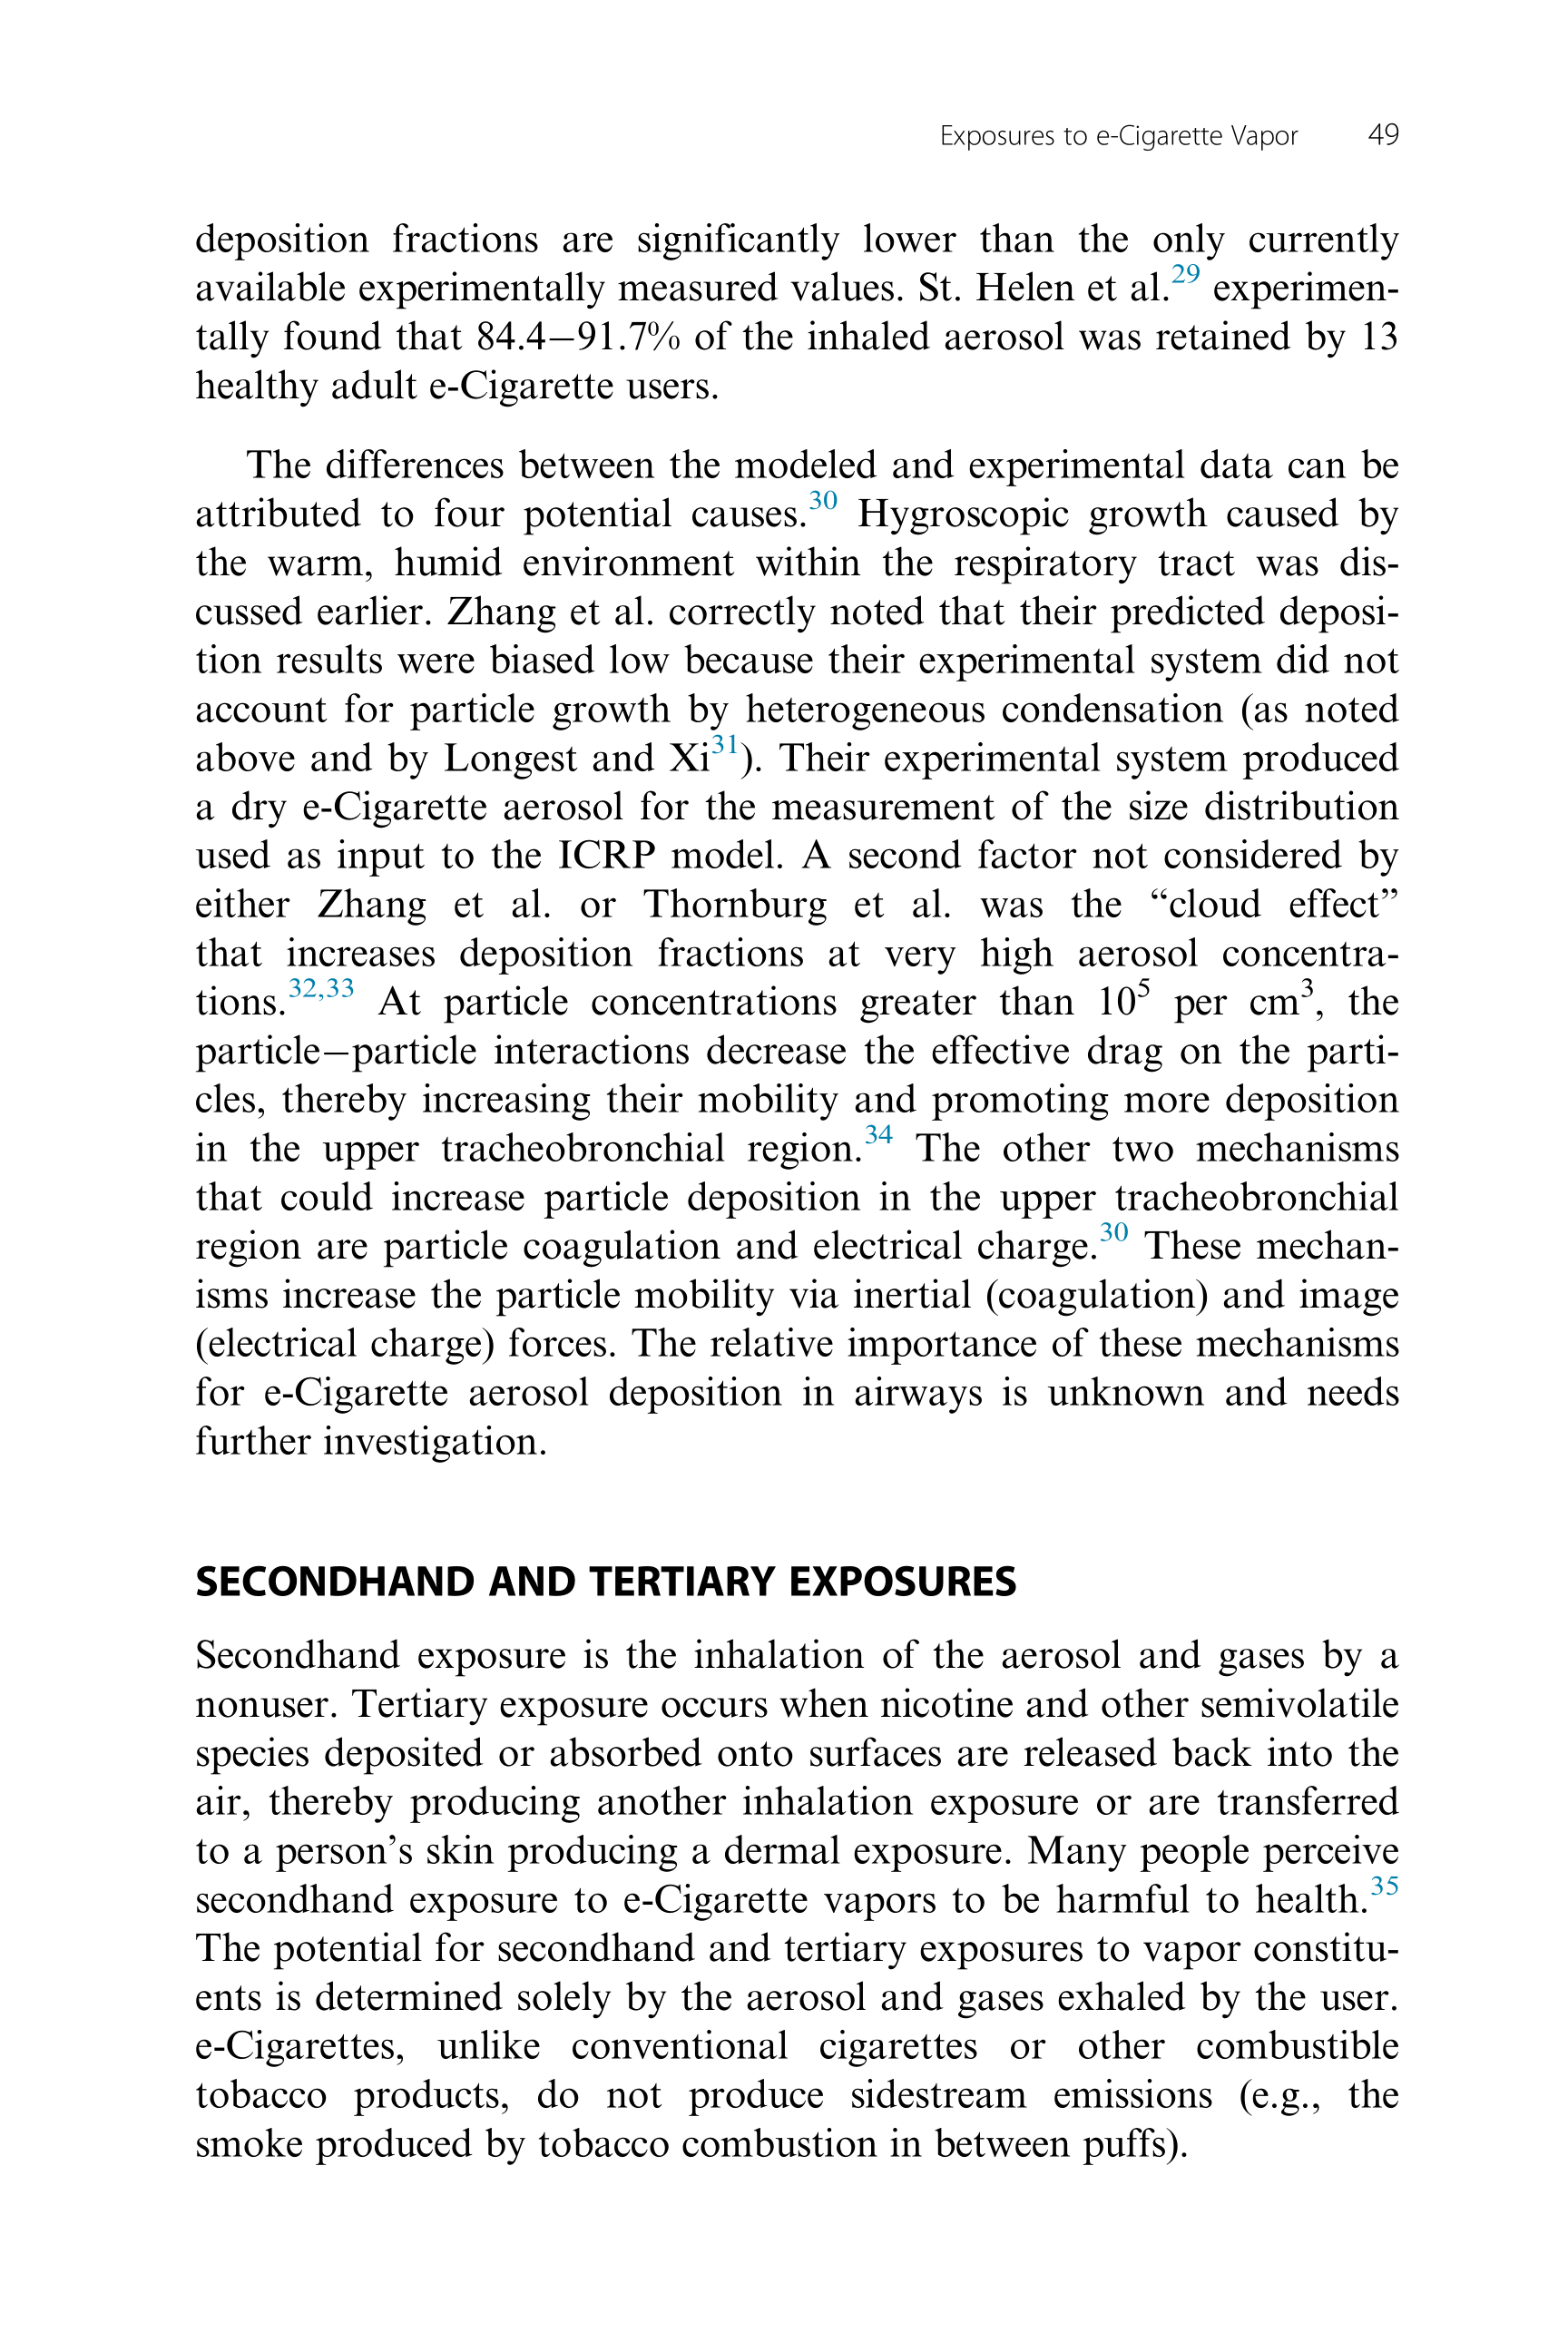 Exposures to e-Cigarette Vapor 49
deposition fractions are significantly lower than the only currently
available experimentally measured values. St. Helen et al.29 experimen-
tally found that 84.4–91.7% of the inhaled aerosol was retained by 13
healthy adult e-Cigarette users.
The differences between the modeled and experimental data can be
attributed to four potential causes.30 Hygroscopic growth caused by
the warm, humid environment within the respiratory tract was dis-
cussed earlier. Zhang et al. correctly noted that their predicted deposi-
tion results were biased low because their experimental system did not
account for particle growth by heterogeneous condensation (as noted
above and by Longest and Xi31). Their experimental system produced
a dry e-Cigarette aerosol for the measurement of the size distribution
used as input to the ICRP model. A second factor not considered by
either Zhang et al. or Thornburg et al. was the “cloud effect”
that increases deposition fractions at very high aerosol concentra-
tions.32,33 At particle concentrations greater than 10⁵ per cm³, the
particle–particle interactions decrease the effective drag on the parti-
cles, thereby increasing their mobility and promoting more deposition
in the upper tracheobronchial region.34 The other two mechanisms
that could increase particle deposition in the upper tracheobronchial
region are particle coagulation and electrical charge.30 These mechan-
isms increase the particle mobility via inertial (coagulation) and image
(electrical charge) forces. The relative importance of these mechanisms
for e-Cigarette aerosol deposition in airways is unknown and needs
further investigation.
SECONDHAND AND TERTIARY EXPOSURES
Secondhand exposure is the inhalation of the aerosol and gases by a
nonuser. Tertiary exposure occurs when nicotine and other semivolatile
species deposited or absorbed onto surfaces are released back into the
air, thereby producing another inhalation exposure or are transferred
to a person’s skin producing a dermal exposure. Many people perceive
secondhand exposure to e-Cigarette vapors to be harmful to health.35
The potential for secondhand and tertiary exposures to vapor constitu-
ents is determined solely by the aerosol and gases exhaled by the user.
e-Cigarettes, unlike conventional cigarettes or other combustible
tobacco products, do not produce sidestream emissions (e.g., the
smoke produced by tobacco combustion in between puffs).